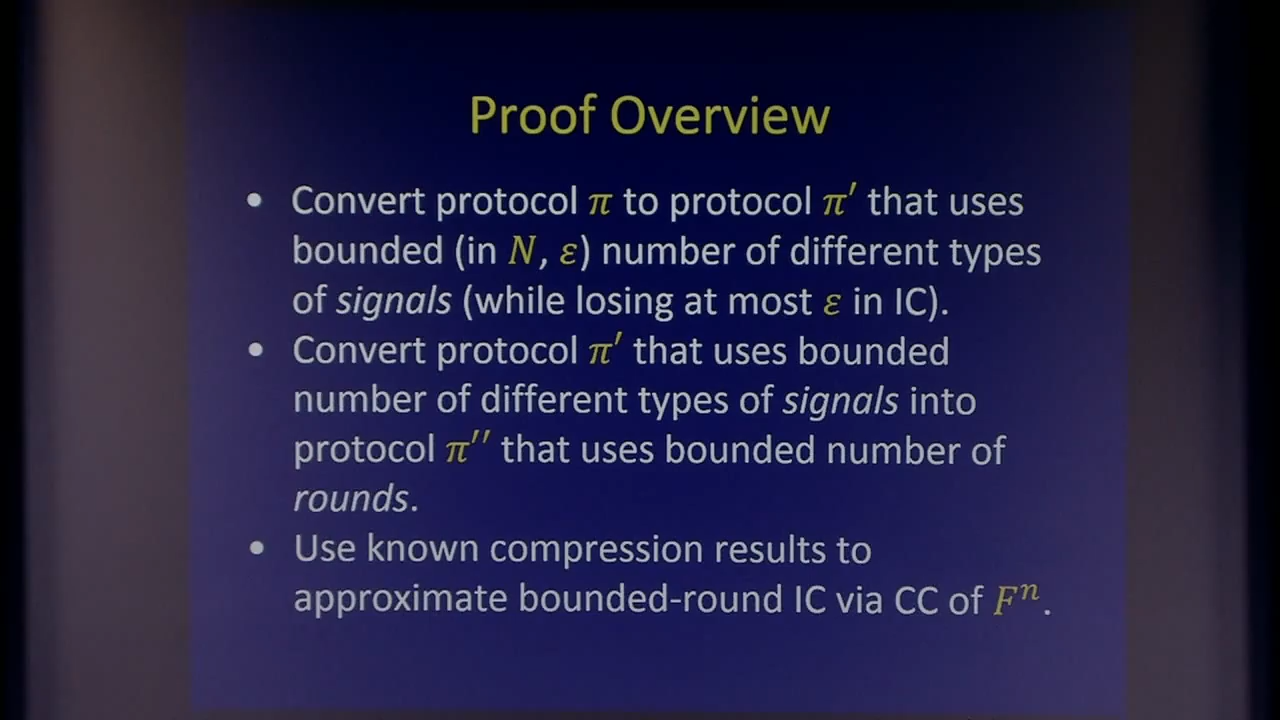 Proof Overview
• Convert protocol π to protocol π′ that uses
bounded (in N, ε) number of different types
of signals (while losing at most ε in IC).
• Convert protocol π′ that uses bounded
number of different types of signals into
protocol π′′ that uses bounded number of
rounds.
• Use known compression results to
approximate bounded-round IC via CC of Fⁿ.